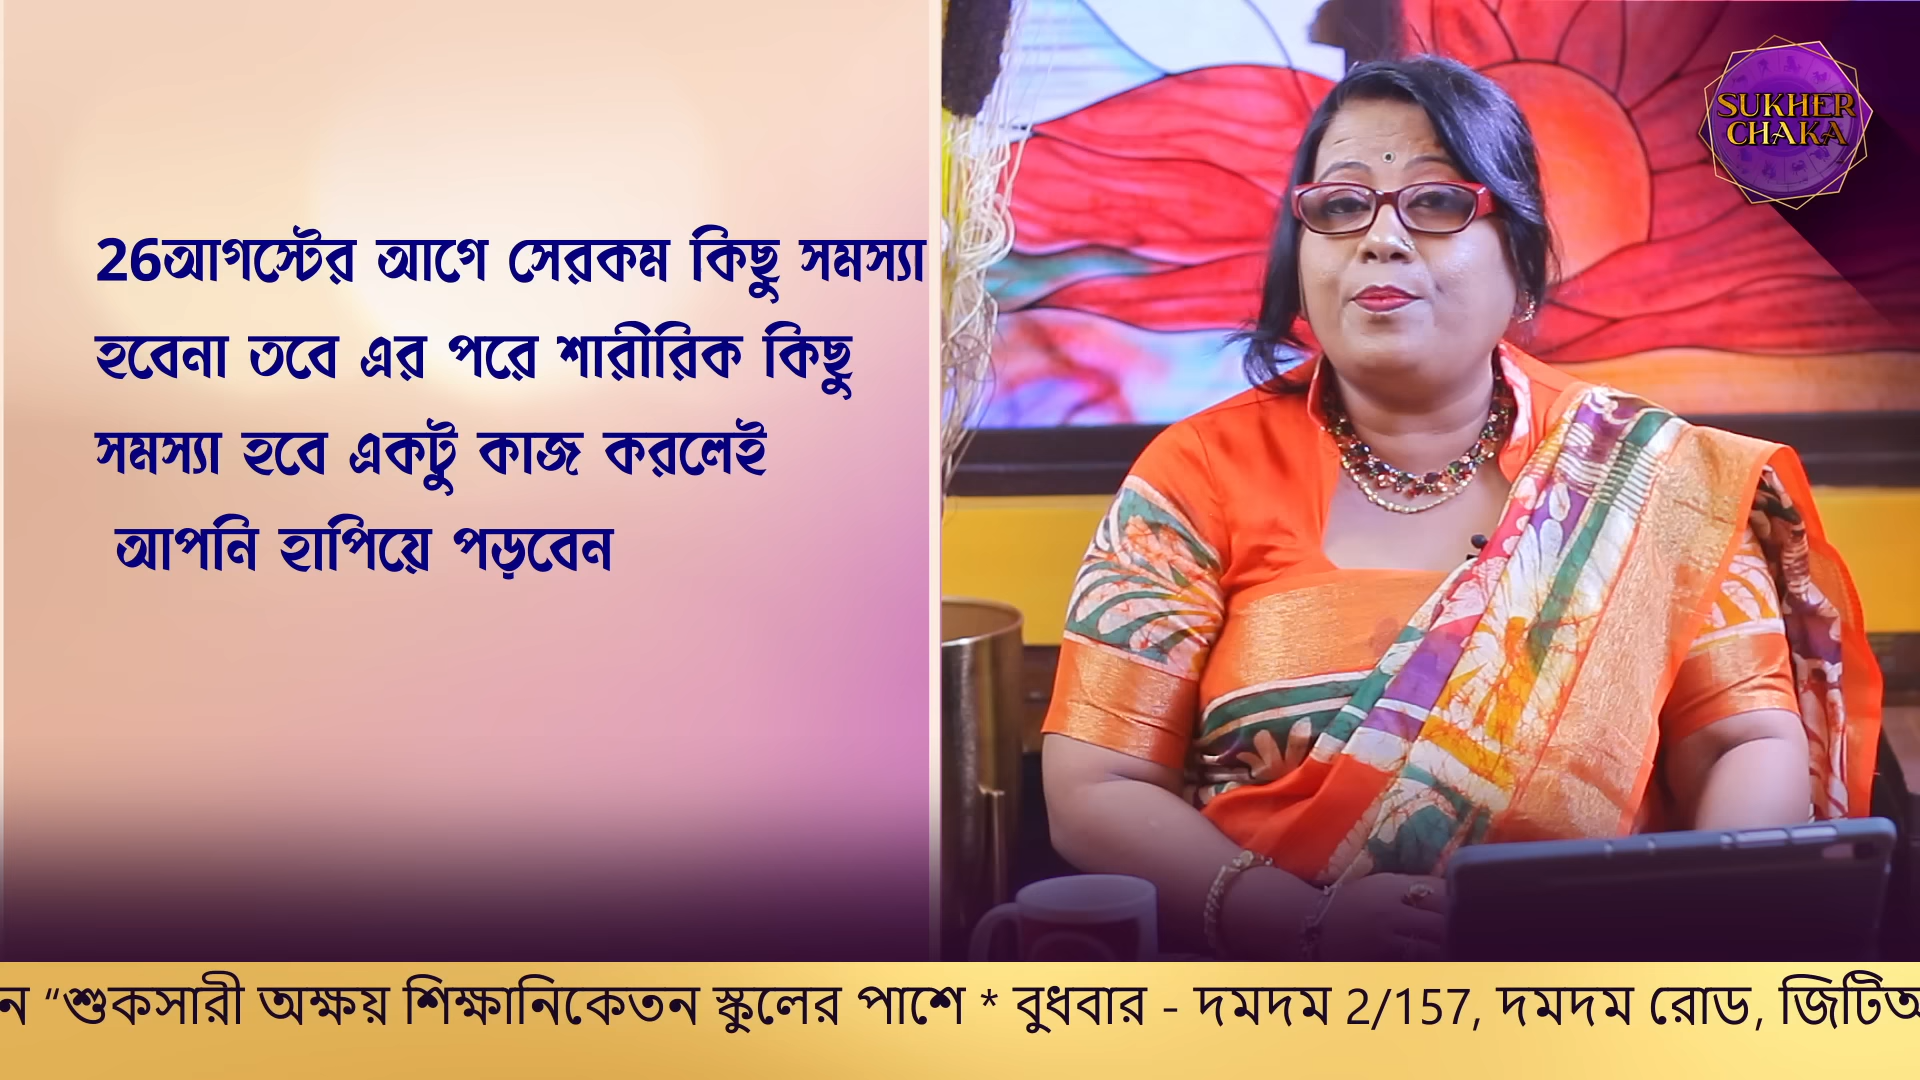 26আগস্টের আগে সেরকম কিছু সমস্যা
হবেনা তবে এর পরে শারীরিক কিছু
সমস্যা হবে একটু কাজ করলেই
আপনি হাপিয়ে পড়বেন
SUKHER
CHAKA
ন “শুকসারী অক্ষয় শিক্ষানিকেতন স্কুলের পাশে * বুধবার - দমদম 2/157, দমদম রোড, জিটিআ